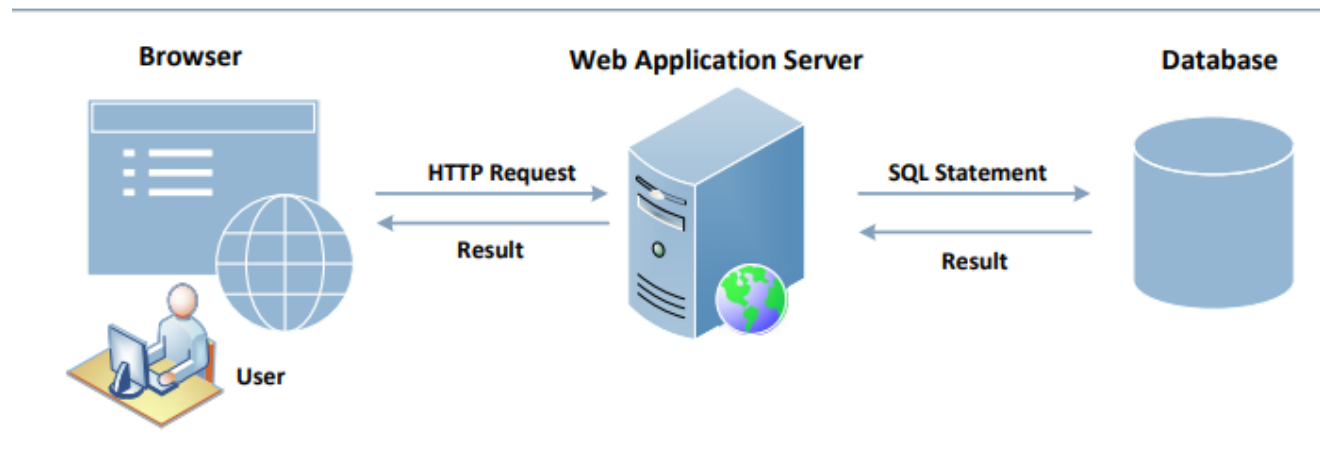 Browser
Web Application Server
Database
HTTP Request
SQL Statement
Result
Result
User